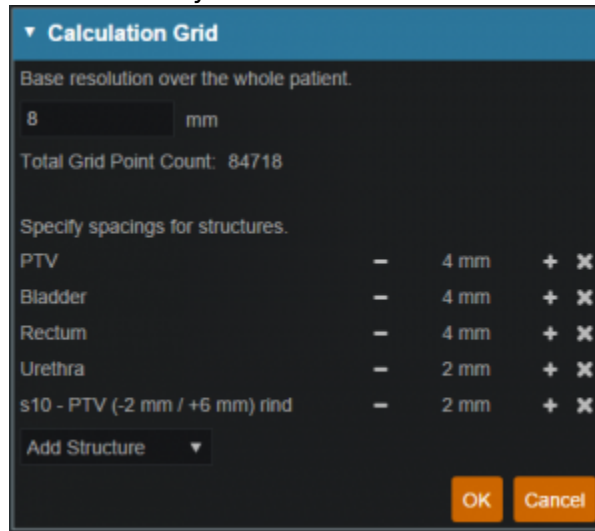 Calculation Grid
Base resolution over the whole patient.
8 mm
Total Grid Point Count: 84718
Specify spacings for structures.
PTV − 4 mm + ✖
Bladder − 4 mm + ✖
Rectum − 4 mm + ✖
Urethra − 2 mm + ✖
s10 - PTV (-2 mm / +6 mm) rind − 2 mm + ✖
Add Structure
OK Cancel